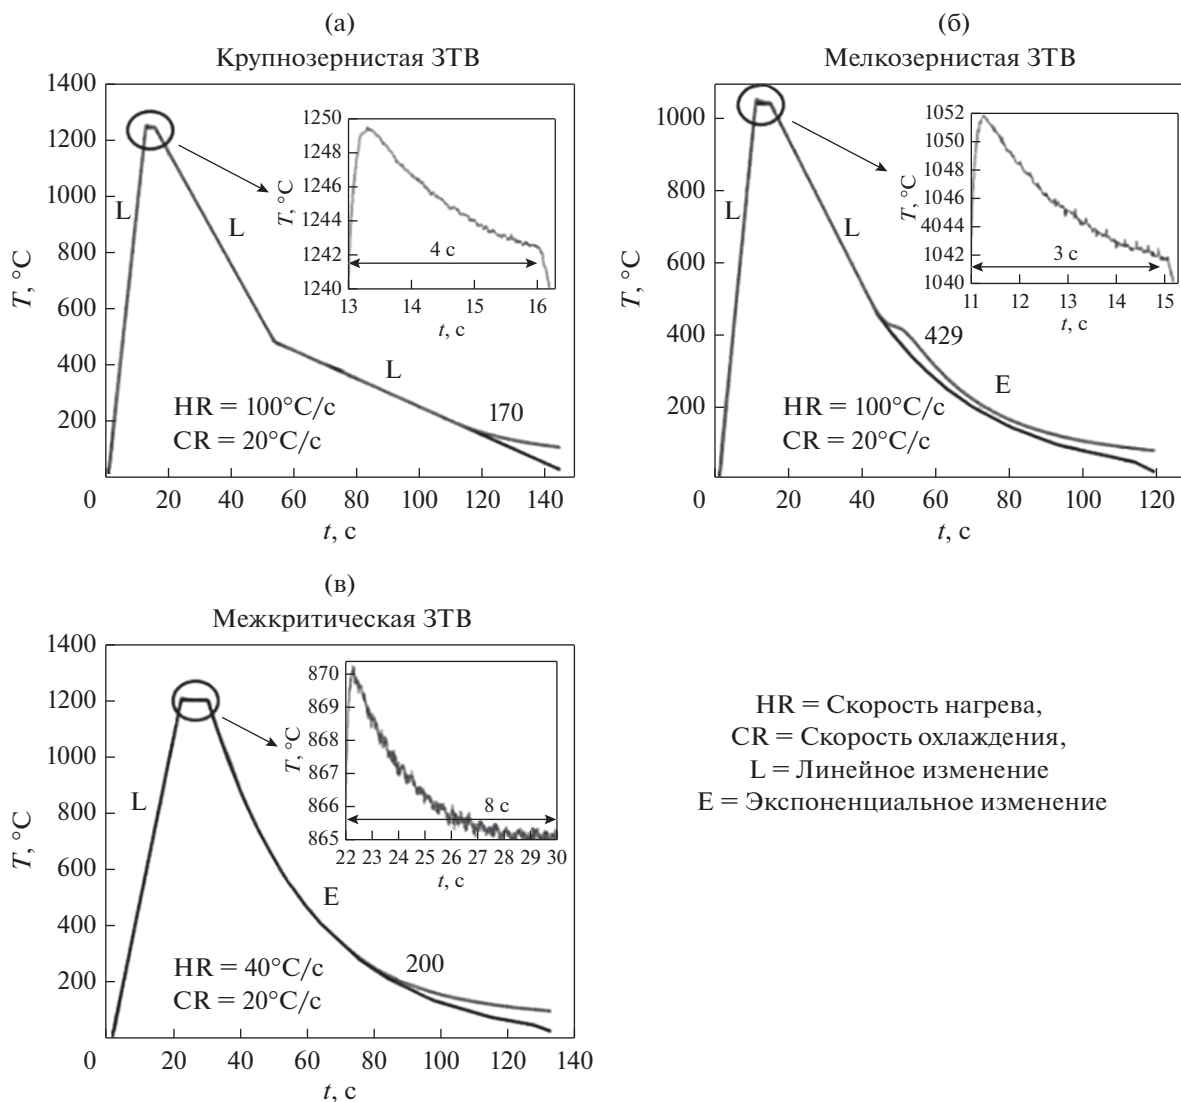 (а)
Крупнозернистая ЗТВ
1400
1200
1000
800
600
400
200
0
T, °C
L
L
L
170
HR = 100°C/с
CR = 20°C/с
20
40
60
80
100
120
140
t, с
1250
1248
1246
1244
1242
1240
T, °C
4 с
13
14
15
16
t, с
(б)
Мелкозернистая ЗТВ
1000
800
600
400
200
0
T, °C
L
L
429
E
HR = 100°C/с
CR = 20°C/с
20
40
60
80
100
120
t, с
1052
1050
1048
1046
4044
1042
1040
T, °C
3 с
11
12
13
14
15
t, с
(в)
Межкритическая ЗТВ
1400
1200
1000
800
600
400
200
0
T, °C
L
E
200
HR = 40°C/с
CR = 20°C/с
20
40
60
80
100
120
140
t, с
870
869
868
867
866
865
T, °C
8 с
22
23
24
25
26
27
28
29
30
t, с
HR = Скорость нагрева,
CR = Скорость охлаждения,
L = Линейное изменение
E = Экспоненциальное изменение